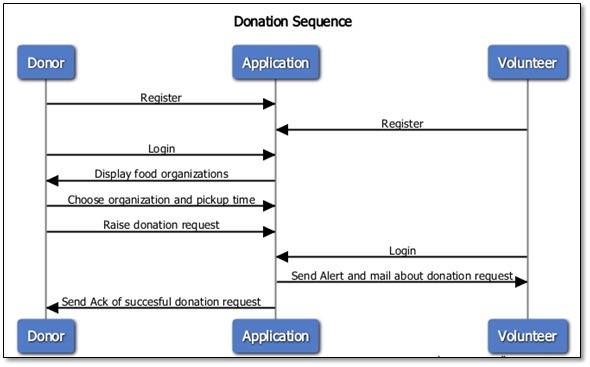 Donation Sequence
Donor Application Volunteer
Register
Register
Login
Display food organizations
Choose organization and pickup time
Raise donation request
Login
Send Alert and mail about donation request
Send Ack of succesful donation request
Donor Application Volunteer